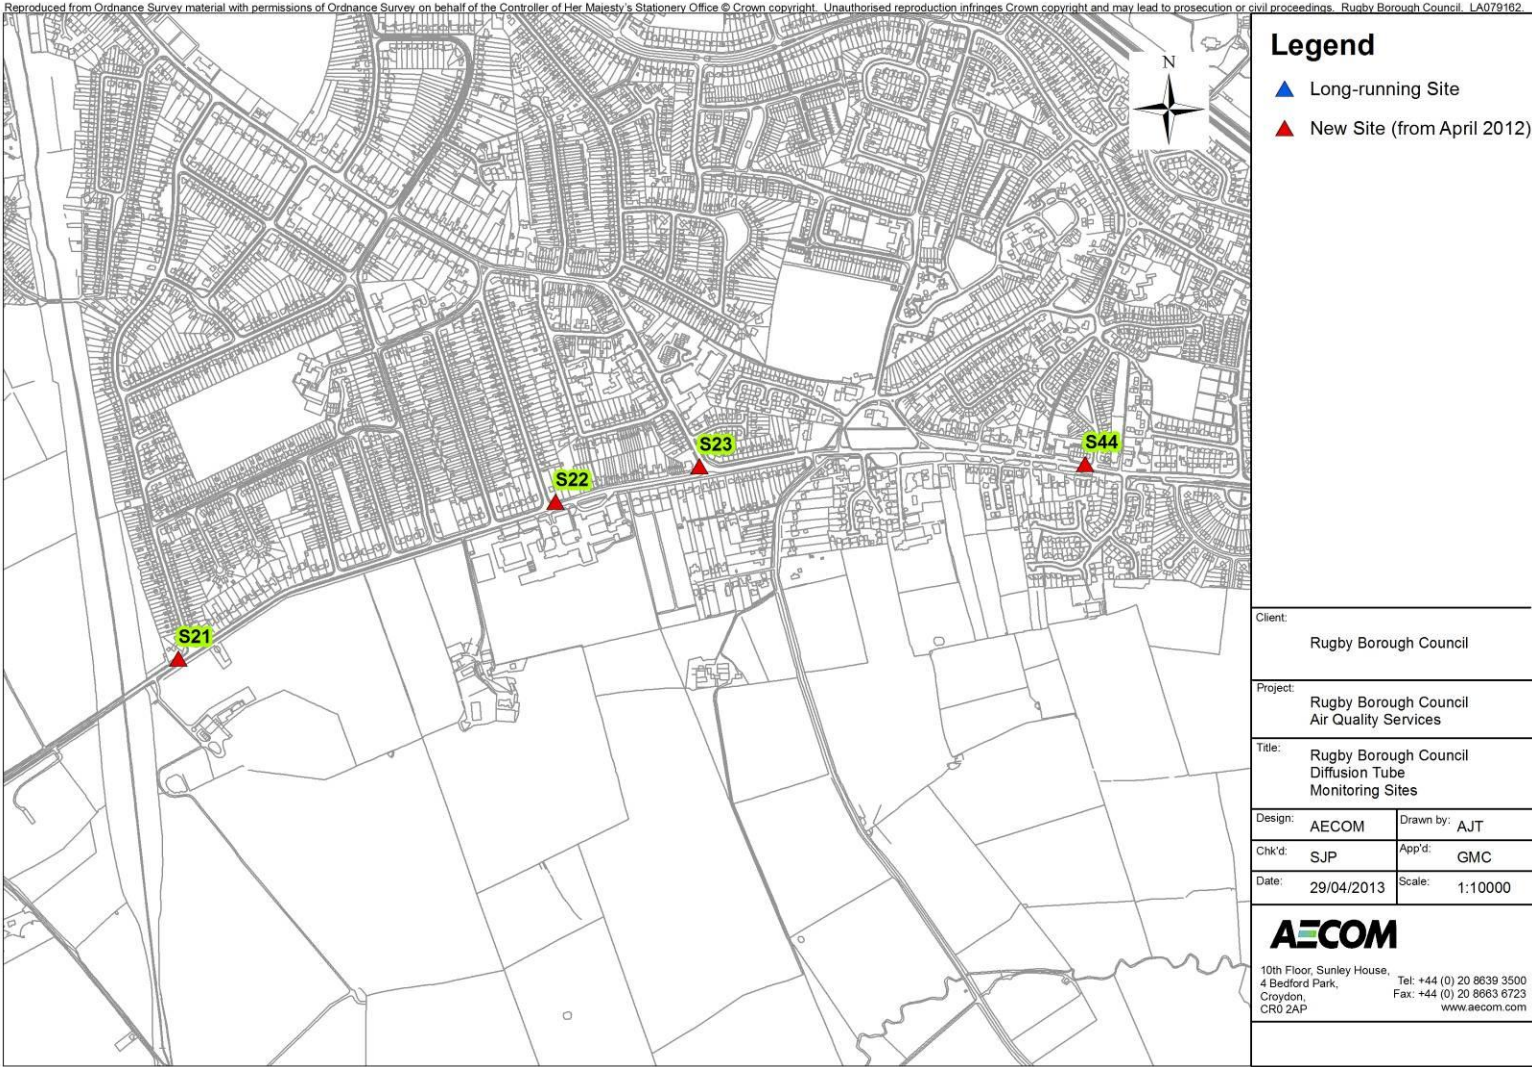 Reproduced from Ordnance Survey material with permissions of Ordnance Survey on behalf of the Controller of Her Majesty's Stationery Office © Crown copyright. Unauthorised reproduction infringes Crown copyright and may lead to prosecution or civil proceedings. Rugby Borough Council. LA079162.
Legend
N
Long-running Site
New Site (from April 2012)
S23
S44
S22
S21
Client:
Rugby Borough Council
Project:
Rugby Borough Council
Air Quality Services
Title:
Rugby Borough Council
Diffusion Tube
Monitoring Sites
Design: AECOM Drawn by: AJT
Chk'd: SJP App'd: GMC
Date: 29/04/2013 Scale: 1:10000
AECOM
10th Floor, Sunley House,
4 Bedford Park,
Croydon,
CR0 2AP
Tel: +44 (0) 20 8639 3500
Fax: +44 (0) 20 8663 6723
www.aecom.com